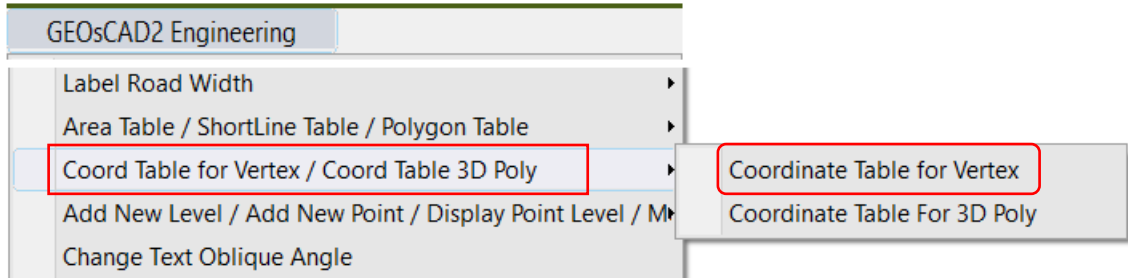 GEOsCAD2 Engineering
Label Road Width
Area Table / ShortLine Table / Polygon Table
Coord Table for Vertex / Coord Table 3D Poly
Coordinate Table for Vertex
Add New Level / Add New Point / Display Point Level / M
Coordinate Table For 3D Poly
Change Text Oblique Angle